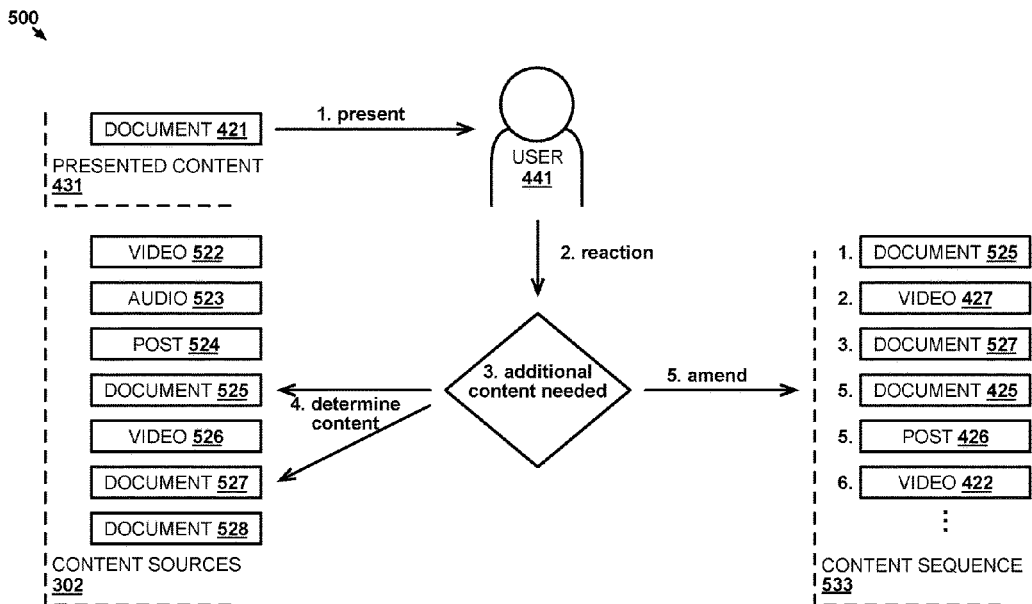 500
DOCUMENT 421
1. present
PRESENTED CONTENT
431
USER
441
2. reaction
VIDEO 522
AUDIO 523
POST 524
DOCUMENT 525
VIDEO 526
DOCUMENT 527
DOCUMENT 528
CONTENT SOURCES
302
3. additional
content needed
4. determine
content
5. amend
1. DOCUMENT 525
2. VIDEO 427
3. DOCUMENT 527
5. DOCUMENT 425
5. POST 426
6. VIDEO 422
CONTENT SEQUENCE
533